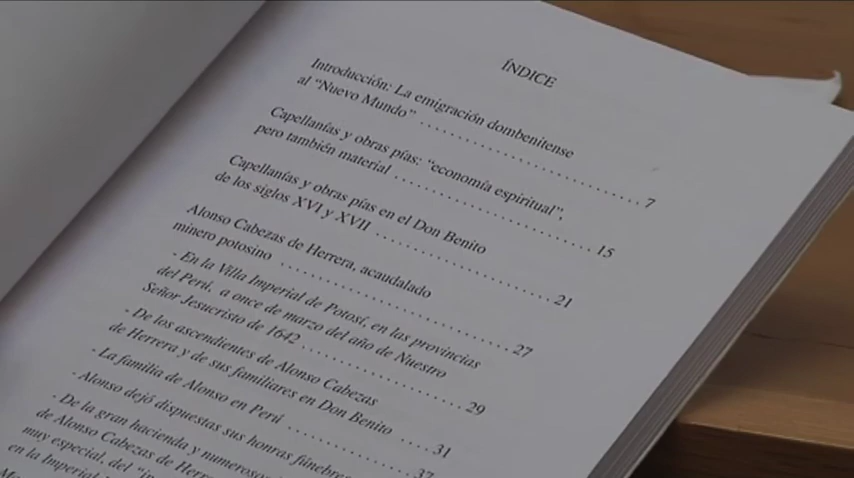 ÍNDICE
Introducción: La emigración dombenitense
al “Nuevo Mundo” . . . . . . . . . . . . . . . . . . . . . . . . . . . . . . 7
Capellanías y obras pías: “economía espiritual”,
pero también material . . . . . . . . . . . . . . . . . . . . . . . . . . . . 15
Capellanías y obras pías en el Don Benito
de los siglos XVI y XVII . . . . . . . . . . . . . . . . . . . . . . . . . . 21
Alonso Cabezas de Herrera, acaudalado
minero potosino . . . . . . . . . . . . . . . . . . . . . . . . . . . . . . . . 27
- En la Villa Imperial de Potosí, en las provincias
del Perú, a once de marzo del año de Nuestro
Señor Jesucristo de 1642 . . . . . . . . . . . . . . . . . . . . . . . 29
- De los ascendientes de Alonso Cabezas
de Herrera y de sus familiares en Don Benito . . . . 31
- La familia de Alonso en Perú . . . . . . . . . . . . . . . . . . 37
- Alonso dejó dispuestas sus honras fúnebres
- De la gran hacienda y numerosos
de Alonso Cabezas de
muy especial, del
en la Imperial